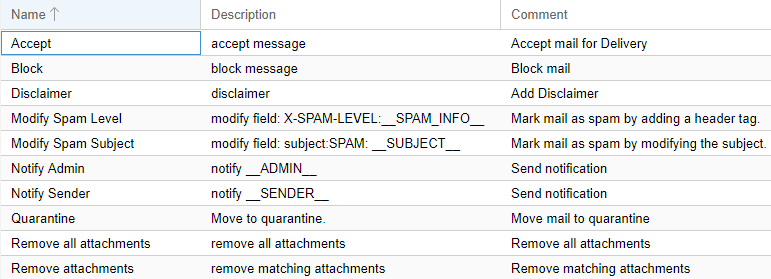 Name Description Comment
Accept accept message Accept mail for Delivery
Block block message Block mail
Disclaimer disclaimer Add Disclaimer
Modify Spam Level modify field: X-SPAM-LEVEL:__SPAM_INFO__ Mark mail as spam by adding a header tag.
Modify Spam Subject modify field: subject:SPAM: __SUBJECT__ Mark mail as spam by modifying the subject.
Notify Admin notify __ADMIN__ Send notification
Notify Sender notify __SENDER__ Send notification
Quarantine Move to quarantine. Move mail to quarantine
Remove all attachments remove all attachments Remove all attachments
Remove attachments remove matching attachments Remove matching attachments